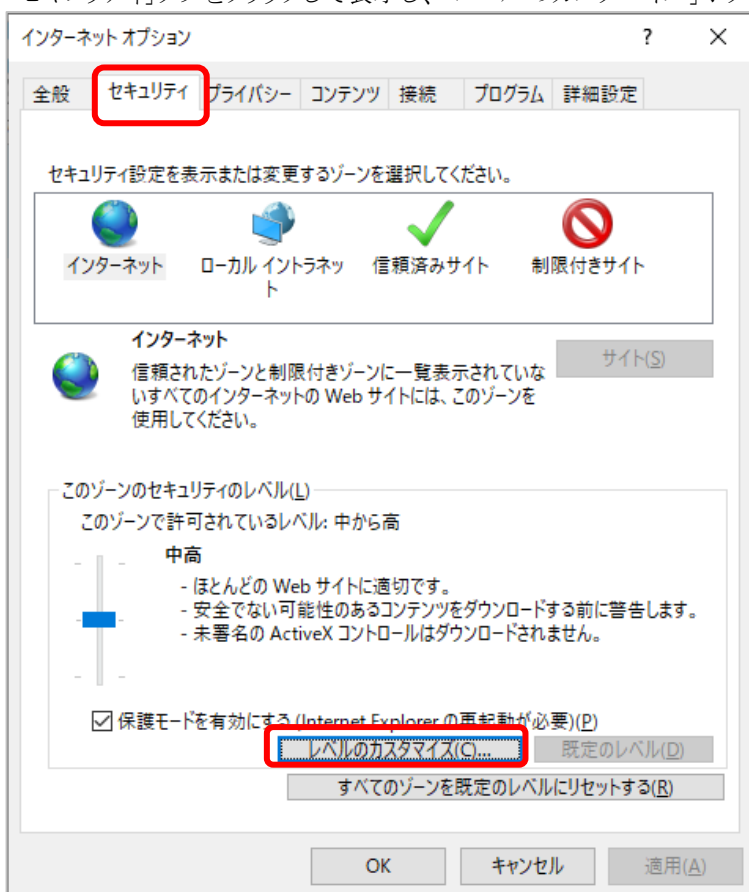 インターネット オプション ? ×
全般 セキュリティ プライバシー コンテンツ 接続 プログラム 詳細設定
セキュリティ設定を表示または変更するゾーンを選択してください。
インターネット ローカル イントラネッ 信頼済みサイト 制限付きサイト
ト
インターネット
サイト(S)
信頼されたゾーンと制限付きゾーンに一覧表示されていな
いすべてのインターネットの Web サイトには、このゾーンを
使用してください。
このゾーンのセキュリティのレベル(L)
このゾーンで許可されているレベル: 中から高
中高
- ほとんどの Web サイトに適切です。
- 安全でない可能性のあるコンテンツをダウンロードする前に警告します。
- 未署名の ActiveX コントロールはダウンロードされません。
保護モードを有効にする (Internet Explorer の再起動が必要)(P)
レベルのカスタマイズ(C)... 既定のレベル(D)
すべてのゾーンを既定のレベルにリセットする(R)
OK キャンセル 適用(A)